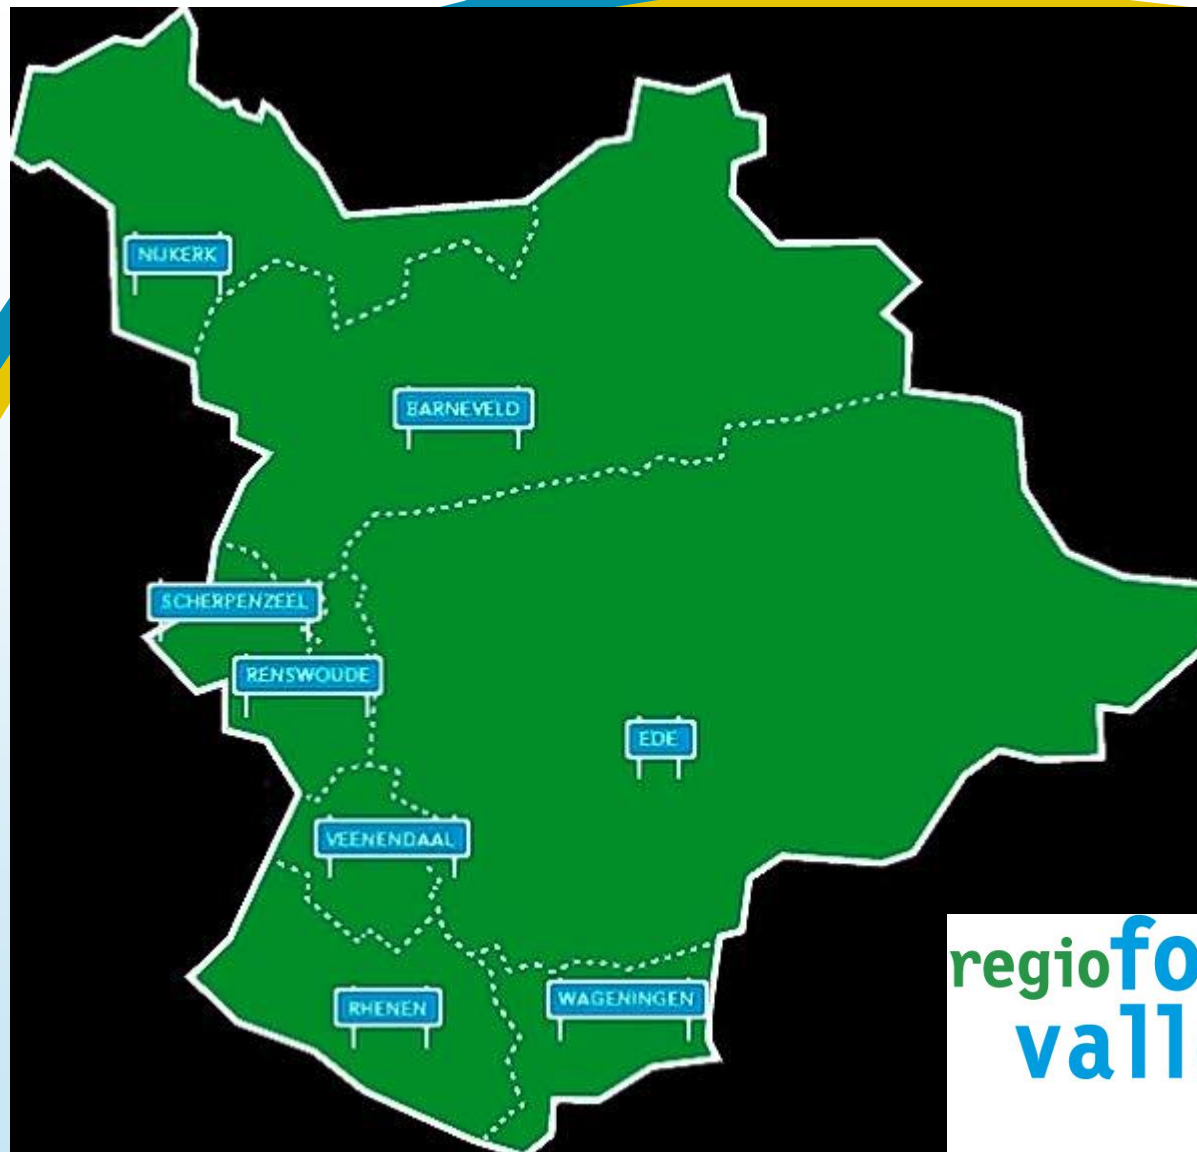 NIJKERK
BARNEVELD
SCHERPENZEEL
RENSWOUDE
EDE
VEENENDAAL
RHENEN
WAGENINGEN
regiofo
vall